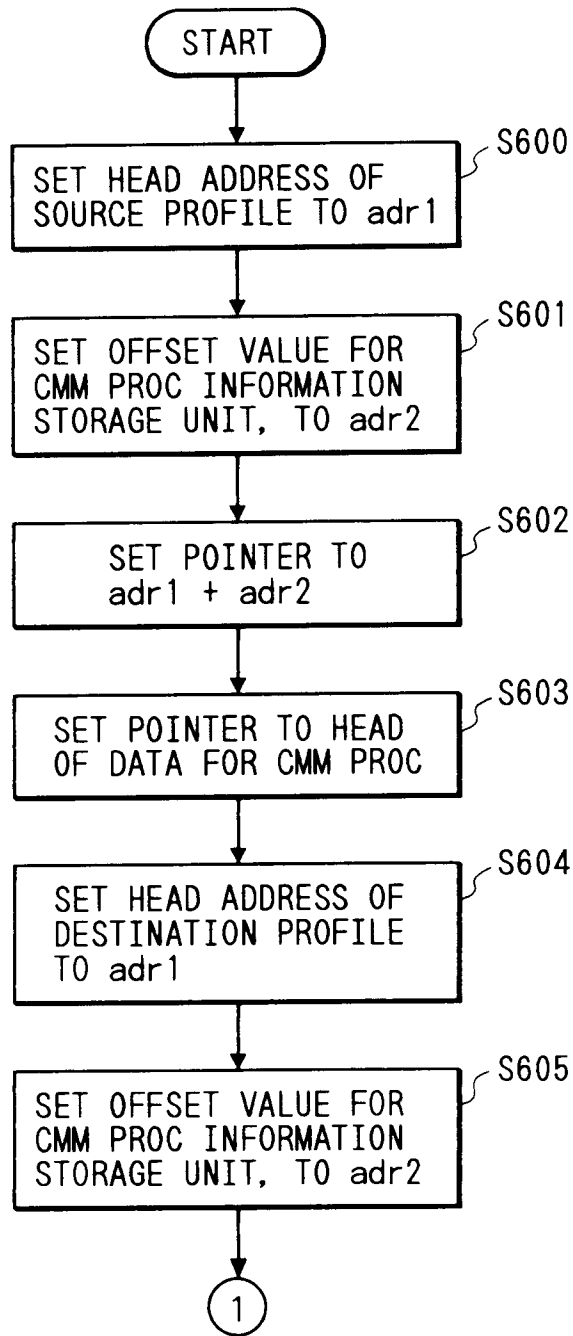 START
S600
SET HEAD ADDRESS OF
SOURCE PROFILE TO adr1
S601
SET OFFSET VALUE FOR
CMM PROC INFORMATION
STORAGE UNIT, TO adr2
S602
SET POINTER TO
adr1 + adr2
S603
SET POINTER TO HEAD
OF DATA FOR CMM PROC
S604
SET HEAD ADDRESS OF
DESTINATION PROFILE
TO adr1
S605
SET OFFSET VALUE FOR
CMM PROC INFORMATION
STORAGE UNIT, TO adr2
1